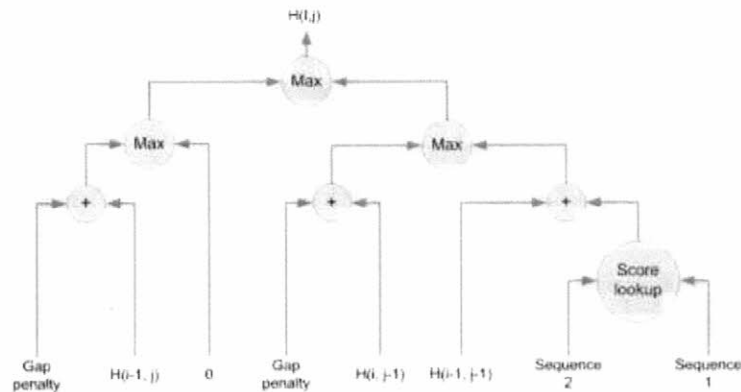 H(i,j)
Max
Max
Max
+
+
+
Score
lookup
Gap
penalty
H(i-1, j)
0
Gap
penalty
H(i, j-1)
H(i-1, j-1)
Sequence
2
Sequence
1